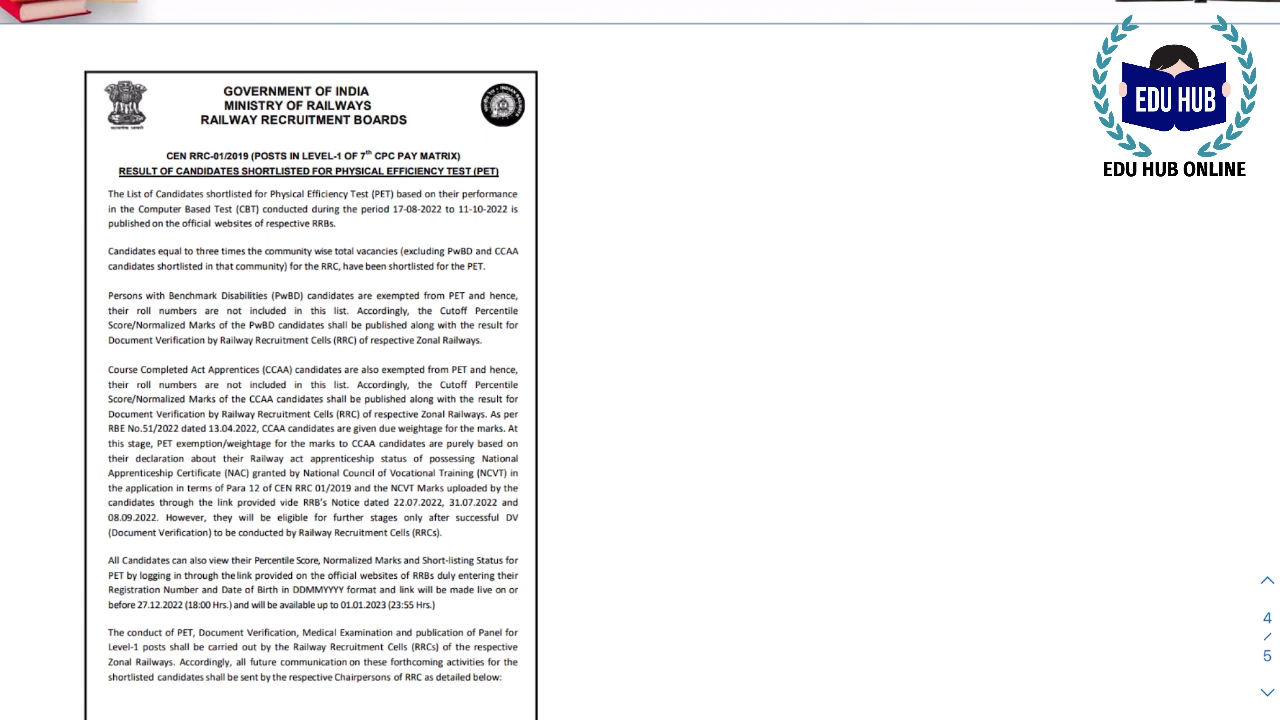 GOVERNMENT OF INDIA
MINISTRY OF RAILWAYS
RAILWAY RECRUITMENT BOARDS
CEN RRC-01/2019 (POSTS IN LEVEL-1 OF 7th CPC PAY MATRIX)
RESULT OF CANDIDATES SHORTLISTED FOR PHYSICAL EFFICIENCY TEST (PET)
The List of Candidates shortlisted for Physical Efficiency Test (PET) based on their performance
in the Computer Based Test (CBT) conducted during the period 17-08-2022 to 11-10-2022 is
published on the official websites of respective RRBs.
Candidates equal to three times the community wise total vacancies (excluding PwBD and CCAA
candidates shortlisted in that community) for the RRC, have been shortlisted for the PET.
Persons with Benchmark Disabilities (PwBD) candidates are exempted from PET and hence,
their roll numbers are not included in this list. Accordingly, the Cutoff Percentile
Score/Normalized Marks of the PwBD candidates shall be published along with the result for
Document Verification by Railway Recruitment Cells (RRC) of respective Zonal Railways.
Course Completed Act Apprentices (CCAA) candidates are also exempted from PET and hence,
their roll numbers are not included in this list. Accordingly, the Cutoff Percentile
Score/Normalized Marks of the CCAA candidates shall be published along with the result for
Document Verification by Railway Recruitment Cells (RRC) of respective Zonal Railways. As per
RBE No.51/2022 dated 13.04.2022, CCAA candidates are given due weightage for the marks. At
this stage, PET exemption/weightage for the marks to CCAA candidates are purely based on
their declaration about their Railway act apprenticeship status of possessing National
Apprenticeship Certificate (NAC) granted by National Council of Vocational Training (NCVT) in
the application in terms of Para 12 of CEN RRC 01/2019 and the NCVT Marks uploaded by the
candidates through the link provided vide RRB's Notice dated 22.07.2022, 31.07.2022 and
08.09.2022. However, they will be eligible for further stages only after successful DV
(Document Verification) to be conducted by Railway Recruitment Cells (RRCs).
All Candidates can also view their Percentile Score, Normalized Marks and Short-listing Status for
PET by logging in through the link provided on the official websites of RRBs duly entering their
Registration Number and Date of Birth in DDMMYYYY format and link will be made live on or
before 27.12.2022 (18:00 Hrs.) and will be available up to 01.01.2023 (23:55 Hrs.)
The conduct of PET, Document Verification, Medical Examination and publication of Panel for
Level-1 posts shall be carried out by the Railway Recruitment Cells (RRCs) of the respective
Zonal Railways. Accordingly, all future communication on these forthcoming activities for the
shortlisted candidates shall be sent by the respective Chairpersons of RRC as detailed below:
EDU HUB
EDU HUB ONLINE
4
/
5